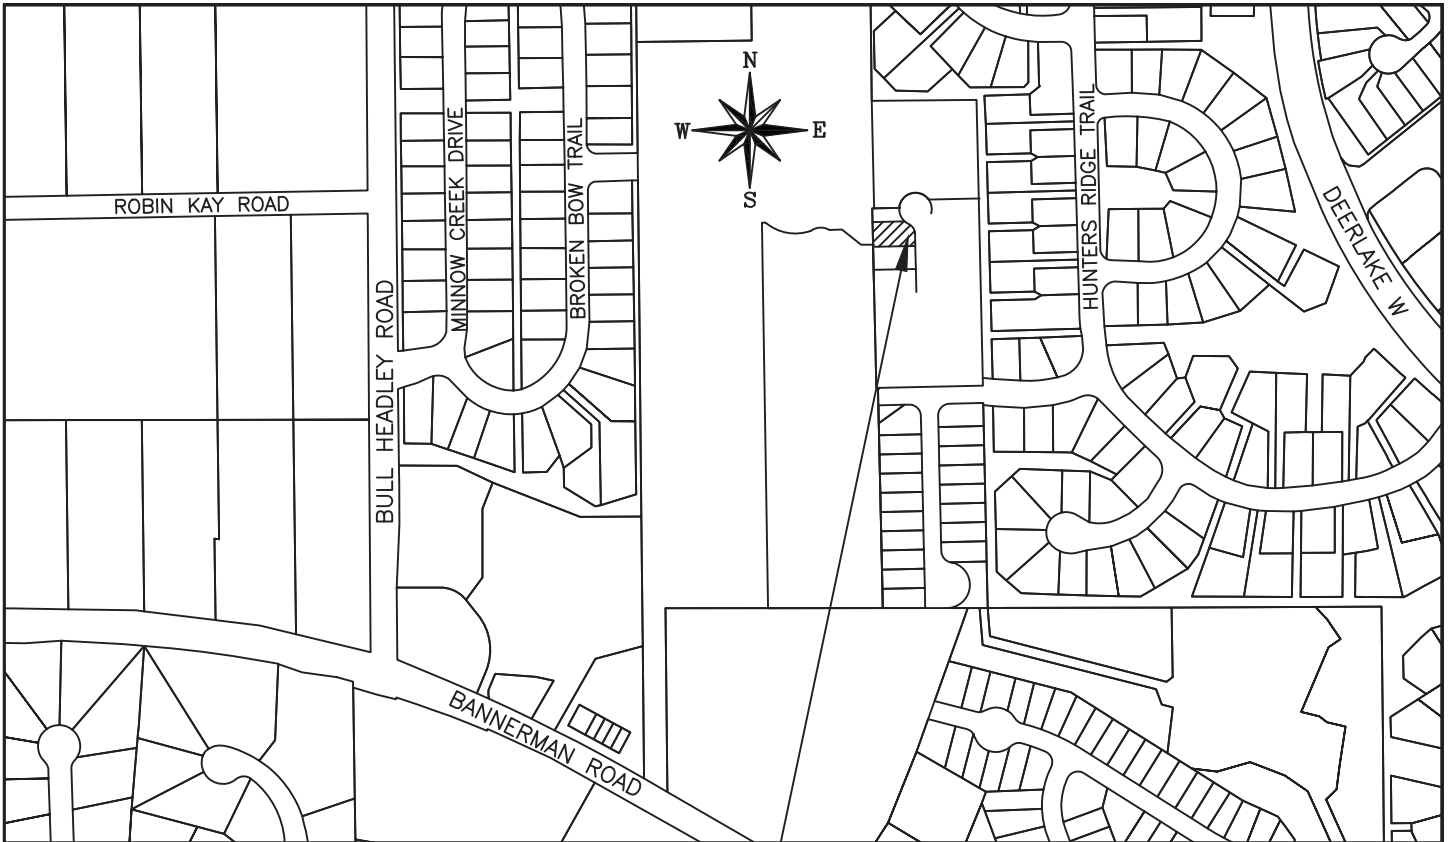 N
W
E
S
ROBIN KAY ROAD
MINNOW CREEK DRIVE
BROKEN BOW TRAIL
HUNTERS RIDGE TRAIL
DEERLAKE W
BULL HEADLEY ROAD
BANNERMAN ROAD